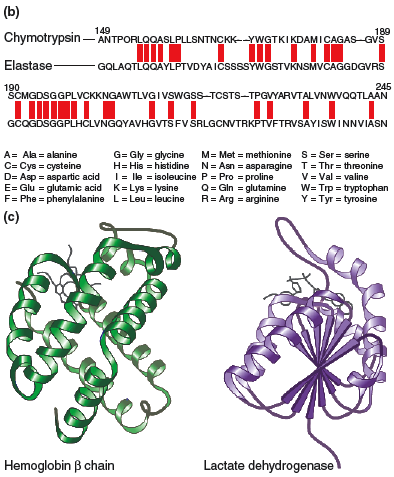 (b)
149 189
Chymotrypsin — ANTPORLQQASLPLLSNTNCKK—–YWGTKIKDAMICAGAS–GVS
Elastase GQLAQTLQQAYLPTVDYAICSSSSYWGSTVKNSMVCAGGDGVRS
190 245
SCMGDSGGPLVCKKNGAWTLVGIVSWGSS–TCSTS–TPGVYARVTALVNWVQQTLAAN
GCQGDSGGPLHCLVNGQYAVHGVTSFVSRLGCNVTRKPTVFTRVSAYISWINNVIASN
A = Ala = alanine G = Gly = glycine M = Met = methionine S = Ser = serine
C = Cys = cysteine H = His = histidine N = Asn = asparagine T = Thr = threonine
D = Asp = aspartic acid I = Ile = isoleucine P = Pro = proline V = Val = valine
E = Glu = glutamic acid K = Lys = lysine Q = Gln = glutamine W = Trp = tryptophan
F = Phe = phenylalanine L = Leu = leucine R = Arg = arginine Y = Tyr = tyrosine
(c)
Hemoglobin β chain Lactate dehydrogenase